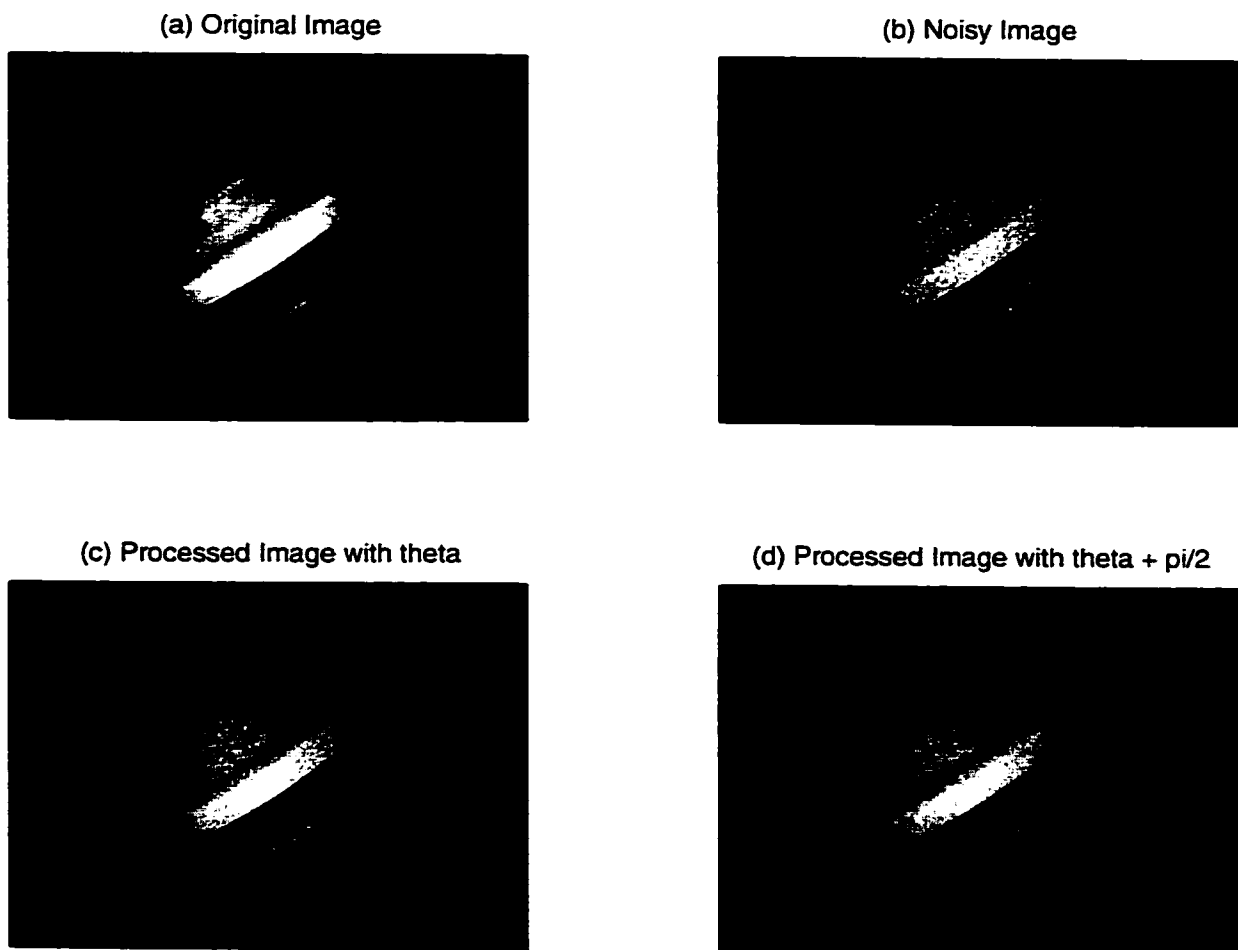 (a) Original Image
(b) Noisy Image
(c) Processed Image with theta
(d) Processed Image with theta + pi/2